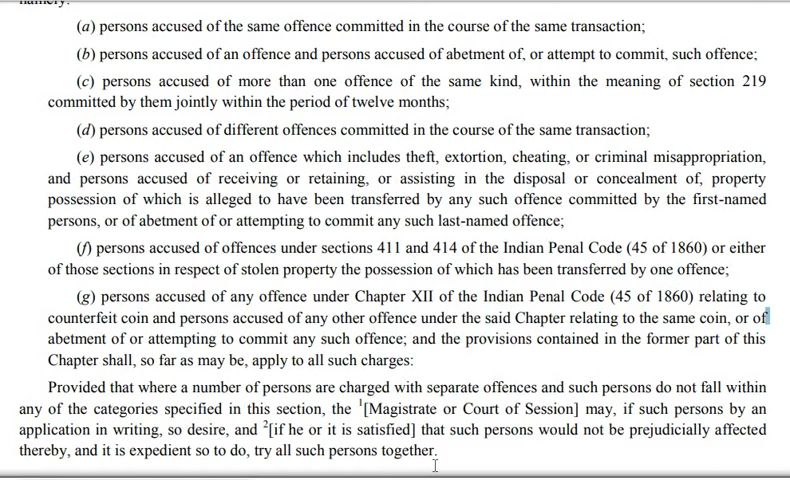 namely:
(a) persons accused of the same offence committed in the course of the same transaction;
(b) persons accused of an offence and persons accused of abetment of, or attempt to commit, such offence;
(c) persons accused of more than one offence of the same kind, within the meaning of section 219
committed by them jointly within the period of twelve months;
(d) persons accused of different offences committed in the course of the same transaction;
(e) persons accused of an offence which includes theft, extortion, cheating, or criminal misappropriation,
and persons accused of receiving or retaining, or assisting in the disposal or concealment of, property
possession of which is alleged to have been transferred by any such offence committed by the first-named
persons, or of abetment of or attempting to commit any such last-named offence;
(f) persons accused of offences under sections 411 and 414 of the Indian Penal Code (45 of 1860) or either
of those sections in respect of stolen property the possession of which has been transferred by one offence;
(g) persons accused of any offence under Chapter XII of the Indian Penal Code (45 of 1860) relating to
counterfeit coin and persons accused of any other offence under the said Chapter relating to the same coin, or of
abetment of or attempting to commit any such offence; and the provisions contained in the former part of this
Chapter shall, so far as may be, apply to all such charges:
Provided that where a number of persons are charged with separate offences and such persons do not fall within
any of the categories specified in this section, the 1[Magistrate or Court of Session] may, if such persons by an
application in writing, so desire, and 2[if he or it is satisfied] that such persons would not be prejudicially affected
thereby, and it is expedient so to do, try all such persons together.